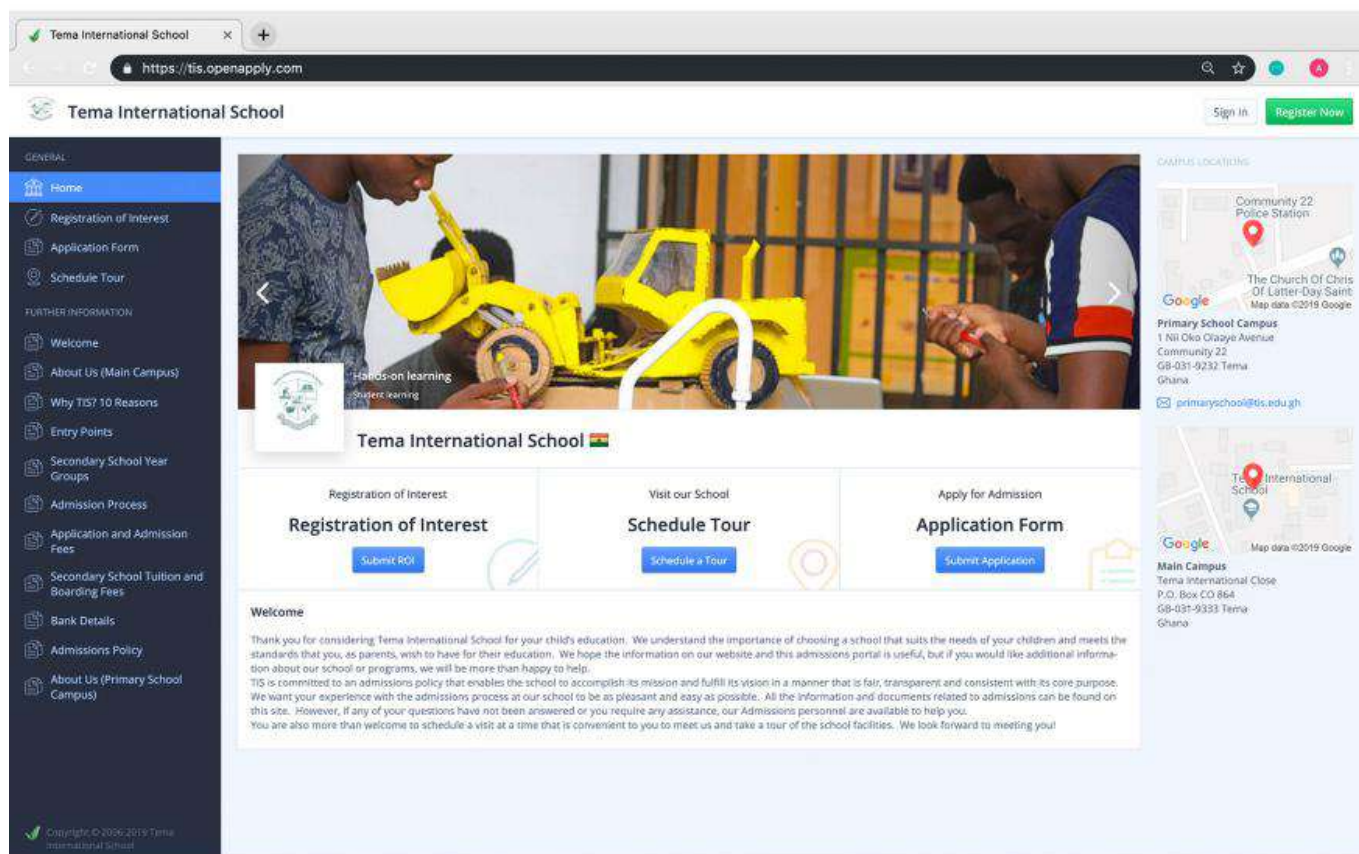 Tema International School
https://tis.openapply.com
Tema International School
Sign In
Register Now
GENERAL
Home
Registration of Interest
Application Form
Schedule Tour
FURTHER INFORMATION
Welcome
About Us (Main Campus)
Why TIS? 10 Reasons
Entry Points
Secondary School Year
Groups
Admission Process
Application and Admission
Fees
Secondary School Tuition and
Boarding Fees
Bank Details
Admissions Policy
About Us (Primary School
Campus)
Copyright © 2006-2019 Tema
International School
Hands-on learning
Student learning
Tema International School
Registration of Interest
Registration of Interest
Submit ROI
Visit our School
Schedule Tour
Schedule a Tour
Apply for Admission
Application Form
Submit Application
Welcome
Thank you for considering Tema International School for your child's education. We understand the importance of choosing a school that suits the needs of your children and meets the
standards that you, as parents, wish to have for their education. We hope the information on our website and this admissions portal is useful, but if you would like additional informa-
tion about our school or programs, we will be more than happy to help.
TIS is committed to an admissions policy that enables the school to accomplish its mission and fulfill its vision in a manner that is fair, transparent and consistent with its core purpose.
We want your experience with the admissions process at our school to be as pleasant and easy as possible. All the information and documents related to admissions can be found on
this site. However, if any of your questions have not been answered or you require any assistance, our Admissions personnel are available to help you.
You are also more than welcome to schedule a visit at a time that is convenient to you to meet us and take a tour of the school facilities. We look forward to meeting you!
CAMPUS LOCATIONS
Community 22
Police Station
The Church Of Chris
Of Latter-Day Saint
Google
Map data ©2019 Google
Primary School Campus
1 Nii Oko Olaaye Avenue
Community 22
GB-031-9232 Tema
Ghana
primaryschool@tis.edu.gh
International
School
Google
Map data ©2019 Google
Main Campus
Tema International Close
P.O. Box CO 864
GB-031-9333 Tema
Ghana